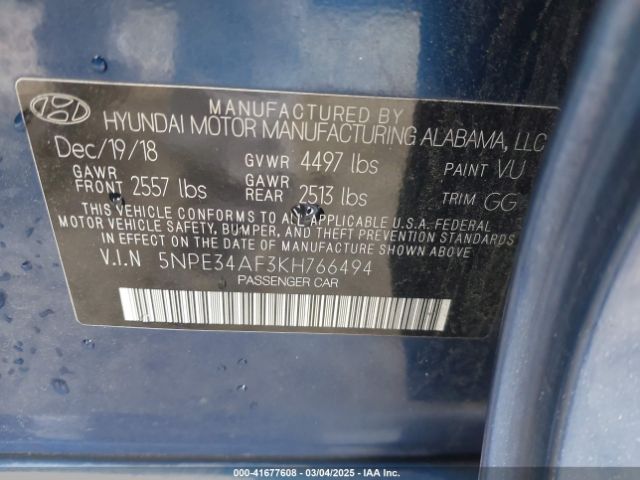 MANUFACTURED BY
HYUNDAI MOTOR MANUFACTURING ALABAMA, LLC
Dec/19/18 GVWR 4497 lbs PAINT VU
GAWR FRONT 2557 lbs GAWR REAR 2513 lbs TRIM GG
THIS VEHICLE CONFORMS TO ALL APPLICABLE U.S.A. FEDERAL
MOTOR VEHICLE SAFETY, BUMPER, AND THEFT PREVENTION STANDARDS
IN EFFECT ON THE DATE OF MANUFACTURE SHOWN ABOVE.
V.I.N 5NPE34AF3KH766494
PASSENGER CAR
000-41677608 - 03/04/2025 - IAA Inc.